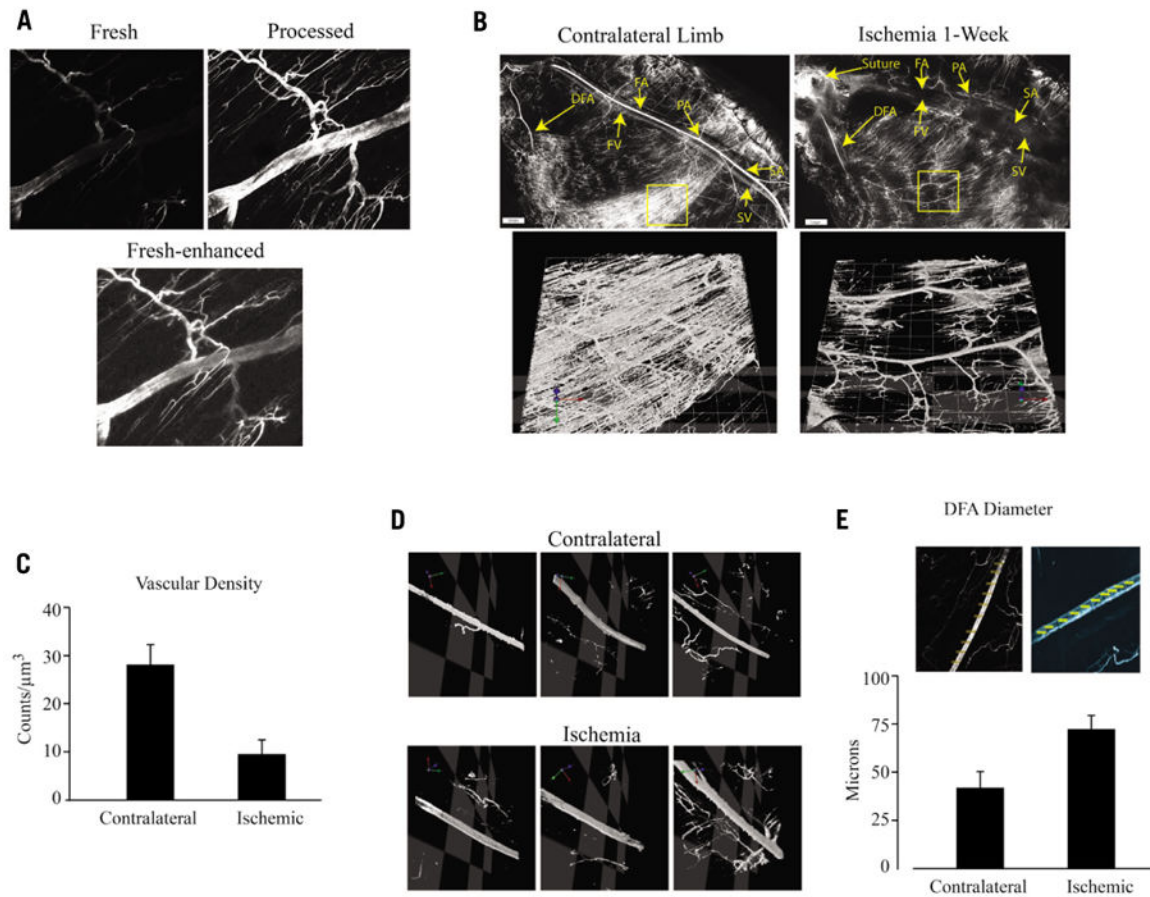 A
Fresh
Processed
Fresh-enhanced
B
Contralateral Limb
Ischemia 1-Week
DFA
FA
FV
PA
SA
SV
Suture
FA
PA
SA
DFA
FV
SV
C
Vascular Density
Counts/µm³
40
30
20
10
0
Contralateral
Ischemic
D
Contralateral
Ischemia
E
DFA Diameter
Microns
100
75
50
25
0
Contralateral
Ischemic